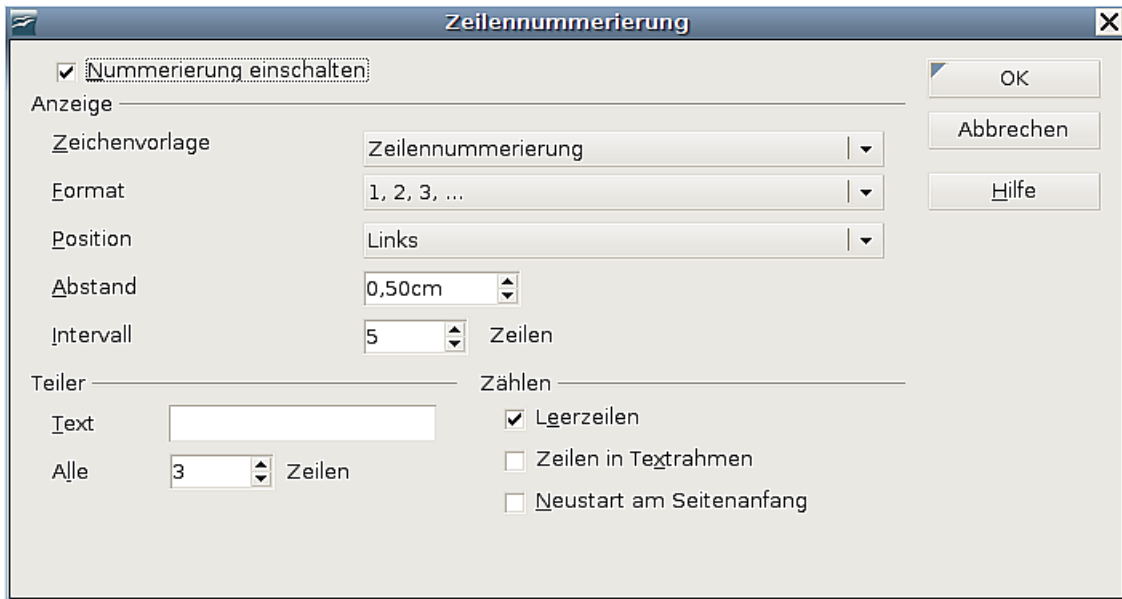 Zeilennummerierung
Nummerierung einschalten
OK
Anzeige
Abbrechen
Zeichenvorlage
Zeilennummerierung
Format
1, 2, 3, ...
Hilfe
Position
Links
Abstand
0,50cm
Intervall
5
Zeilen
Teiler
Zählen
Text
Leerzeilen
Alle
3
Zeilen
Zeilen in Textrahmen
Neustart am Seitenanfang